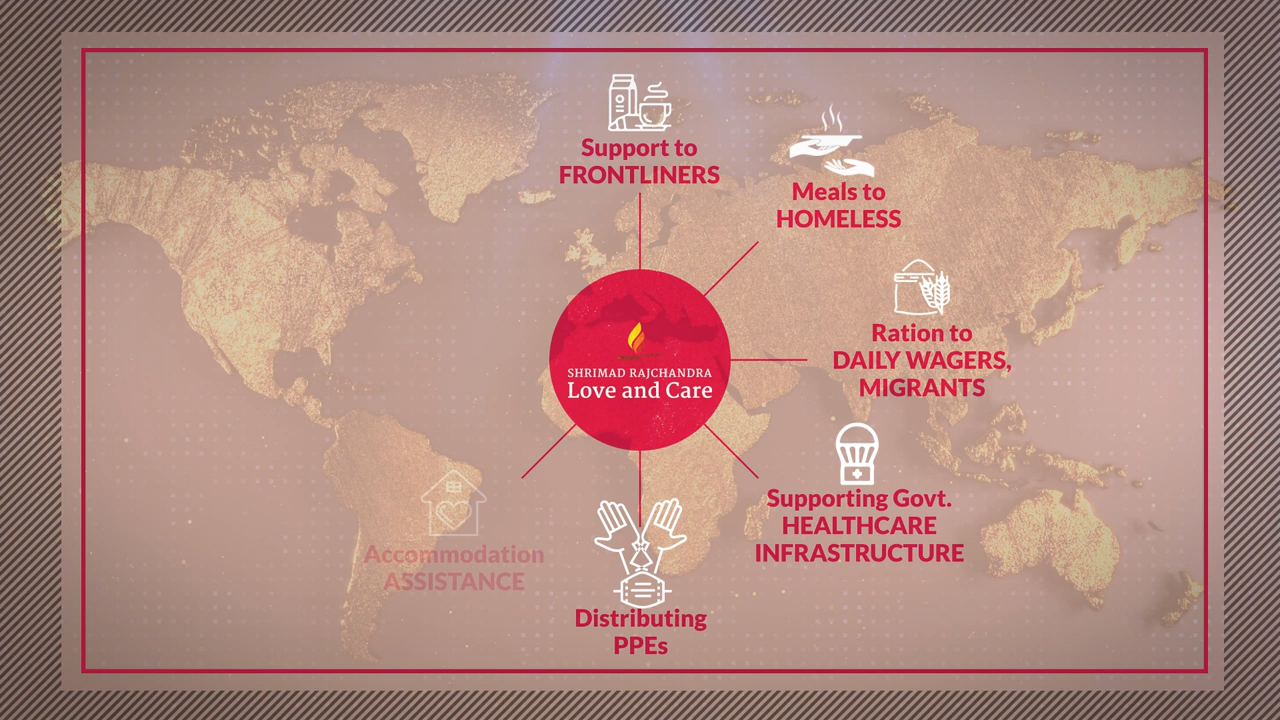 Support to
FRONTLINERS
Meals to
HOMELESS
Ration to
DAILY WAGERS,
MIGRANTS
SHRIMAD RAJCHANDRA
Love and Care
Supporting Govt.
HEALTHCARE
INFRASTRUCTURE
Distributing
PPEs
Accommodation
ASSISTANCE